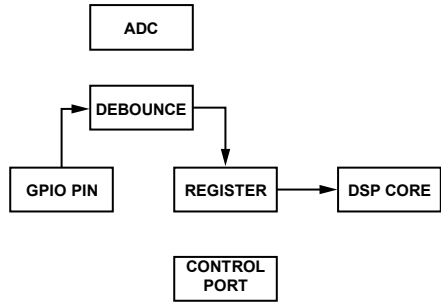 ADC
DEBOUNCE
GPIO PIN
REGISTER
DSP CORE
CONTROL
PORT